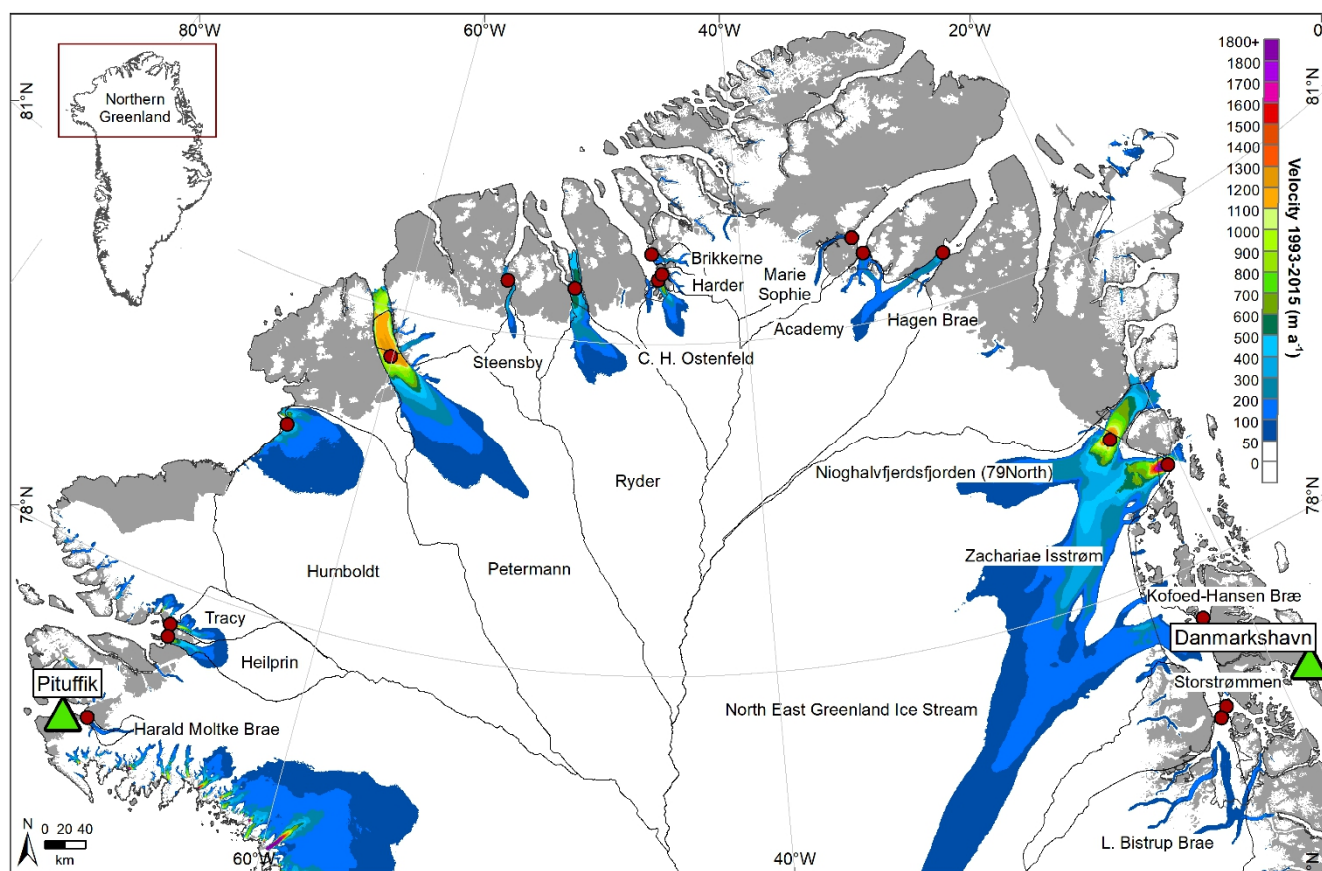 80°W
60°W
40°W
20°W
0
81°N
81°N
Northern
Greenland
1800+
1800
1700
1600
1500
1400
1300
1200
1100
1000
900
800
700
600
500
400
300
200
100
50
0
Velocity 1993-2015 (m a⁻¹)
Brikkerne
Harder
Marie
Sophie
Academy
Hagen Brae
Steensby
C. H. Ostenfeld
Nioghalvfjerdsfjorden (79North)
Ryder
78°N
78°N
Zachariae Isstrøm
Humboldt
Petermann
Kofoed-Hansen Bræ
Tracy
Danmarkshavn
Heilprin
Storstrømmen
Pituffik
North East Greenland Ice Stream
Harald Moltke Brae
N
0 20 40
km
60°W
40°W
L. Bistrup Brae